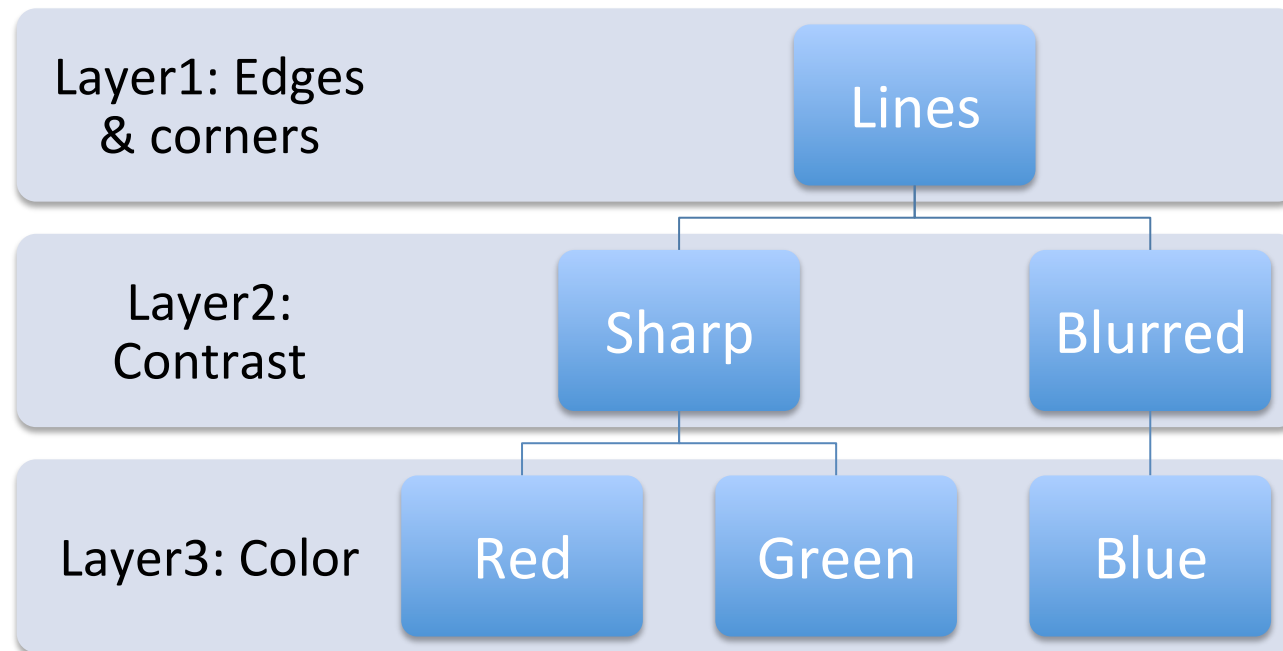 Layer1: Edges
& corners
Lines
Layer2:
Contrast
Sharp
Blurred
Layer3: Color
Red
Green
Blue